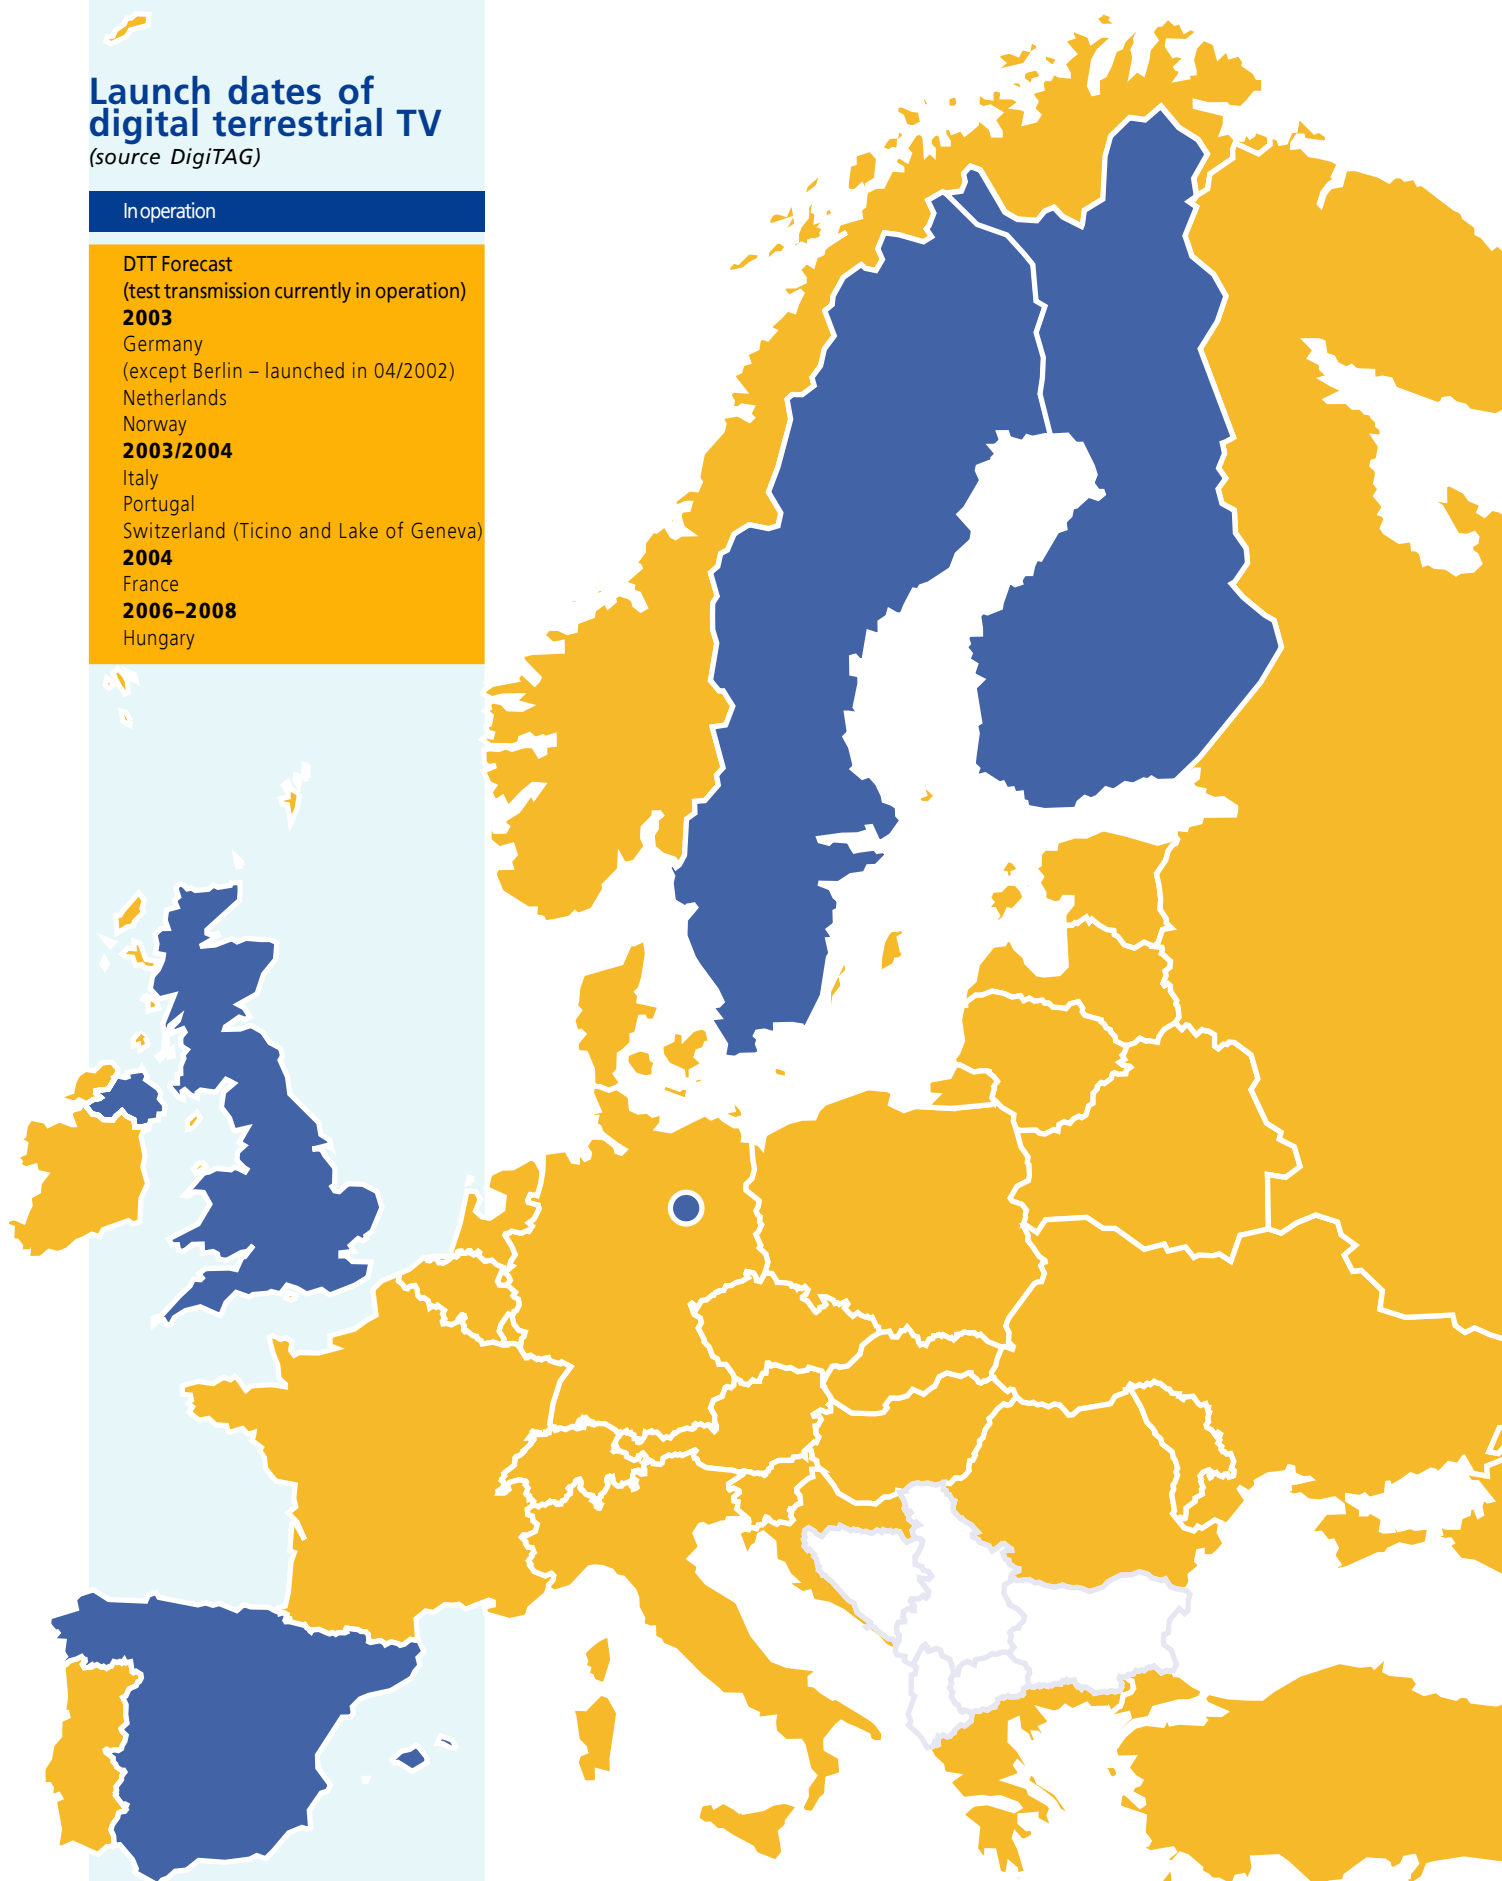 Launch dates of
digital terrestrial TV
(source DigiTAG)
In operation
DTT Forecast
(test transmission currently in operation)
2003
Germany
(except Berlin – launched in 04/2002)
Netherlands
Norway
2003/2004
Italy
Portugal
Switzerland (Ticino and Lake of Geneva)
2004
France
2006–2008
Hungary